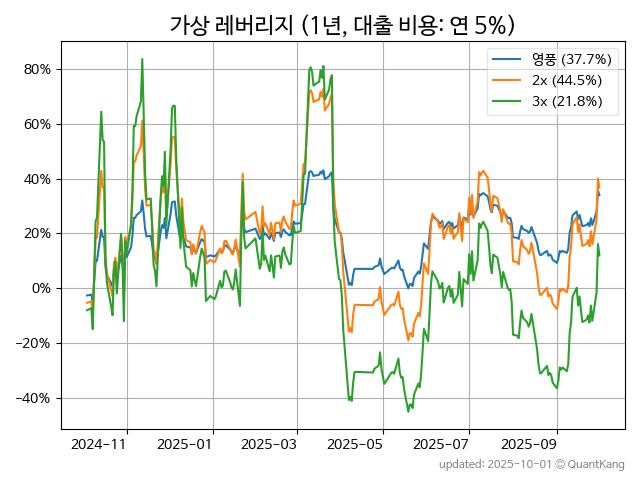 가상 레버리지 (1년, 대출 비용: 연 5%)
영풍 (37.7%)
2x (44.5%)
3x (21.8%)
80%
60%
40%
20%
0%
−20%
−40%
2024-11
2025-01
2025-03
2025-05
2025-07
2025-09
updated: 2025-10-01 © QuantKang